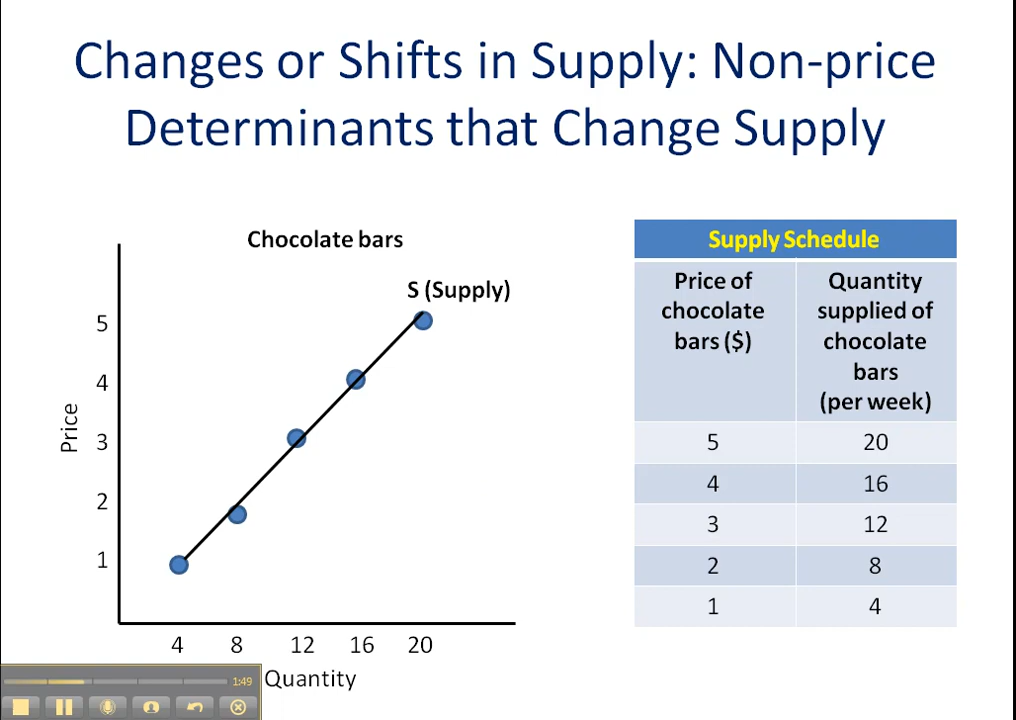 Changes or Shifts in Supply: Non-price
Determinants that Change Supply
Chocolate bars
S (Supply)
5
4
3
2
1
Price
4 8 12 16 20
Quantity
Supply Schedule
Price of
chocolate
bars ($)
Quantity
supplied of
chocolate
bars
(per week)
5 20
4 16
3 12
2 8
1 4
1:49